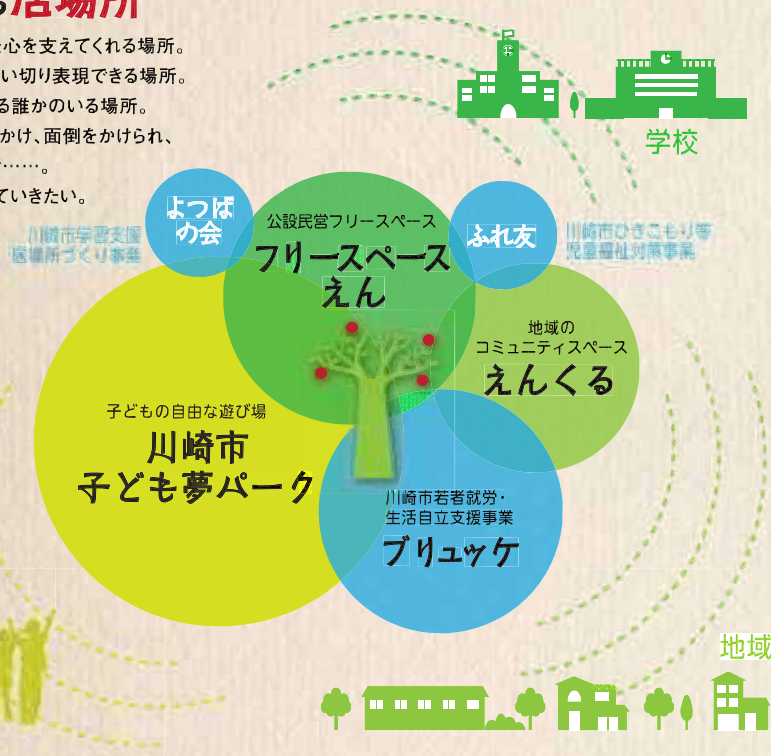 活場所
心を支えてくれる場所。
い切り表現できる場所。
る誰かのいる場所。
かけ、面倒をかけられ、
……。
ていきたい。
学校
よつば
の会
川崎市学習支援
居場所づくり事業
公設民営フリースペース
フリースペース
えん
ふれ友
川崎市ひきこもり等
児童福祉対策事業
地域の
コミュニティスペース
えんくる
子どもの自由な遊び場
川崎市
子ども夢パーク
川崎市若者就労・
生活自立支援事業
ブリュッケ
地域